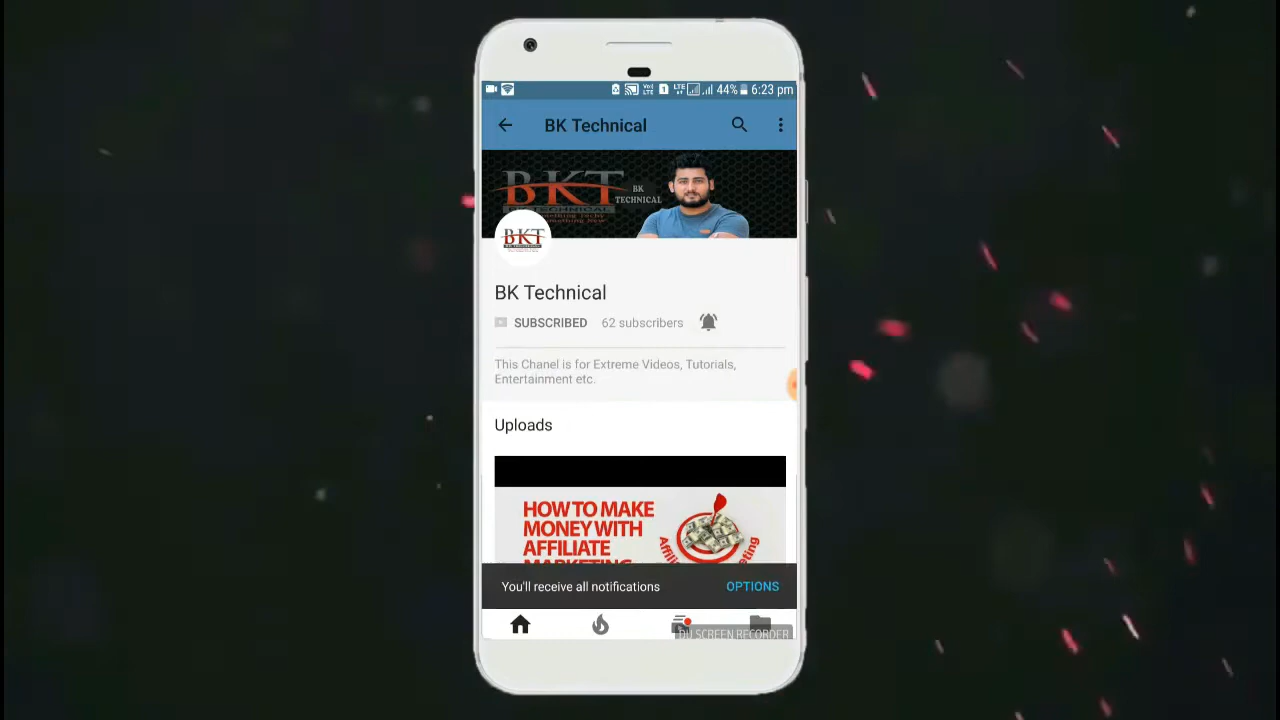 44% 6:23 pm
BK Technical
BKT
BK
TECHNICAL
BKT
BK Technical
SUBSCRIBED 62 subscribers
This Chanel is for Extreme Videos, Tutorials,
Entertainment etc.
Uploads
HOW TO MAKE
MONEY WITH
AFFILIATE
MARKETING
You'll receive all notifications OPTIONS
DU SCREEN RECORDER